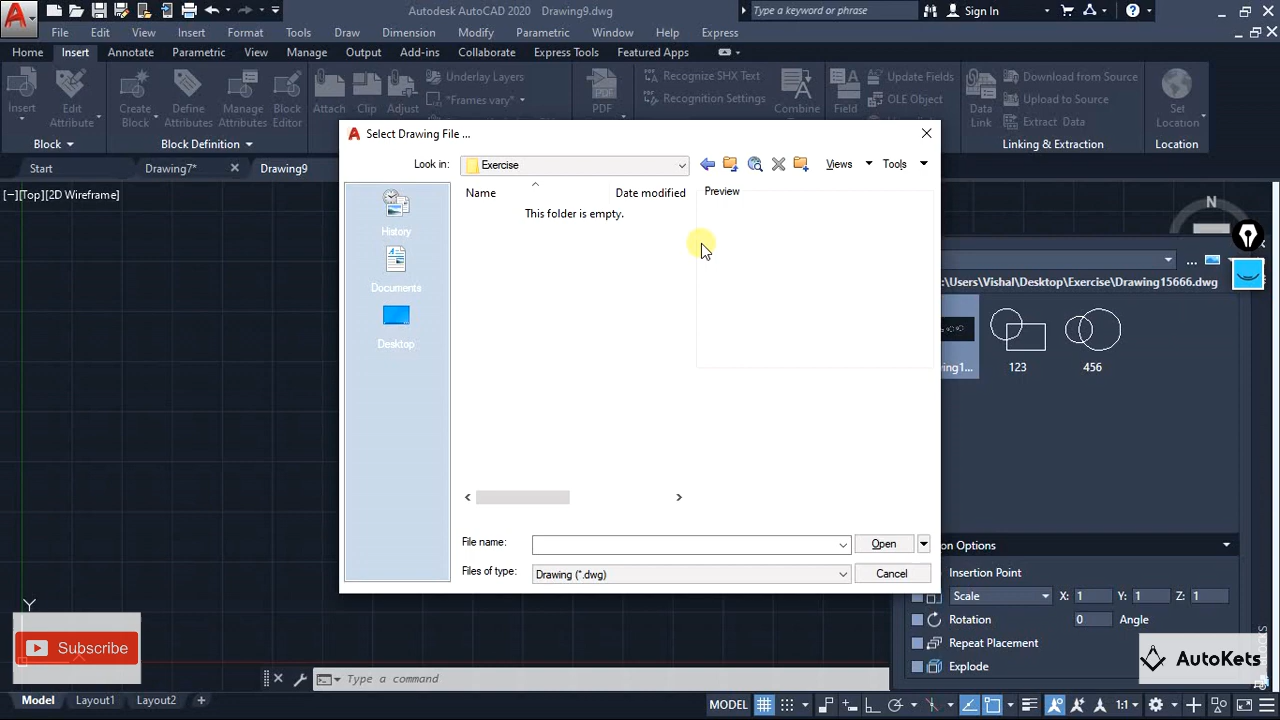 Autodesk AutoCAD 2020 Drawing9.dwg
Type a keyword or phrase
Sign In
File Edit View Insert Format Tools Draw Dimension Modify Parametric Window Help Express
Home Insert Annotate Parametric View Manage Output Add-ins Collaborate Express Tools Featured Apps
Insert
Edit
Attribute
Create
Block
Define
Attributes
Manage
Attributes
Block
Editor
Attach
Clip
Adjust
Underlay Layers
*Frames vary*
PDF
Recognize SHX Text
Recognition Settings
Combine
Field
Update Fields
OLE Object
Data
Link
Download from Source
Upload to Source
Extract Data
Set
Location
Block
Block Definition
Linking & Extraction
Location
Start Drawing7* Drawing9
[−][Top][2D Wireframe]
N
Select Drawing File ...
Look in: Exercise
Views Tools
Name Date modified
This folder is empty.
Preview
History
Documents
Desktop
File name:
Open
Files of type: Drawing (*.dwg)
Cancel
:\Users\Vishal\Desktop\Exercise\Drawing15666.dwg
123
456
Insertion Point
Scale X: 1 Y: 1 Z: 1
Rotation 0 Angle
Repeat Placement
Explode
Y
Subscribe
AutoKets
Type a command
Model Layout1 Layout2 +
MODEL
1:1